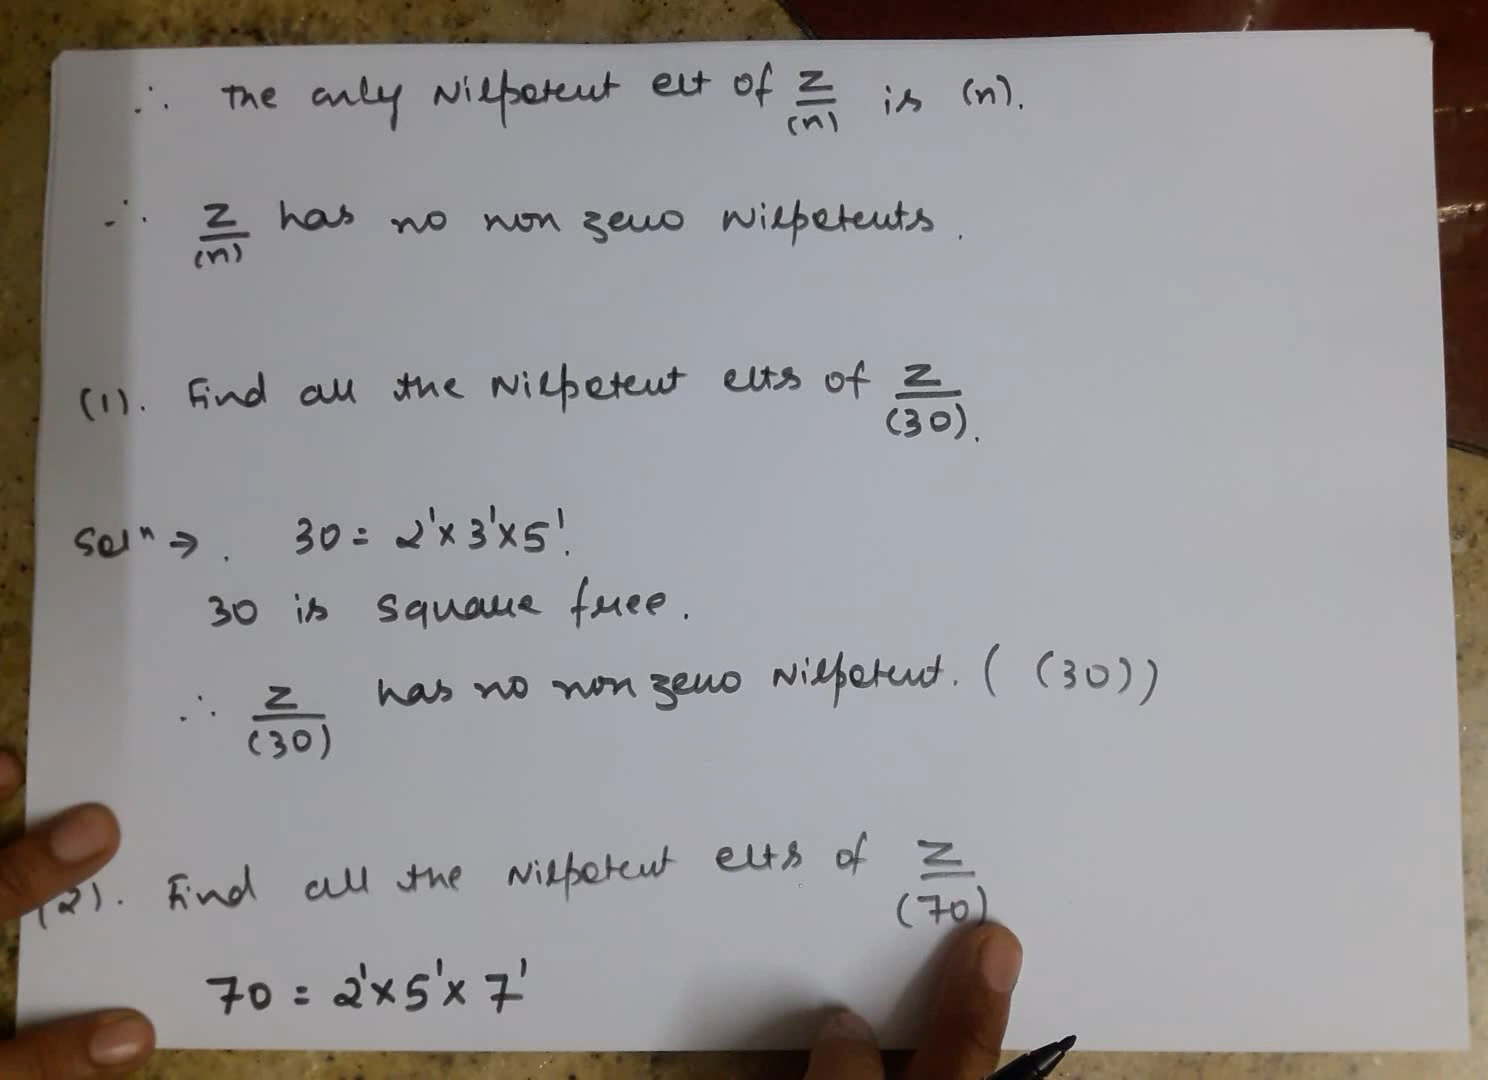 ∴ The only Nilpotent elt of Z/(n) is (n).
∴ Z/(n) has no non zero Nilpotents.
(1). Find all the Nilpotent elts of Z/(30).
Solⁿ → . 30 = 2¹ x 3¹ x 5¹.
30 is square free.
∴ Z/(30) has no non zero Nilpotent. ( (30))
(2). Find all the Nilpotent elts of Z/(70)
70 = 2¹ x 5¹ x 7¹